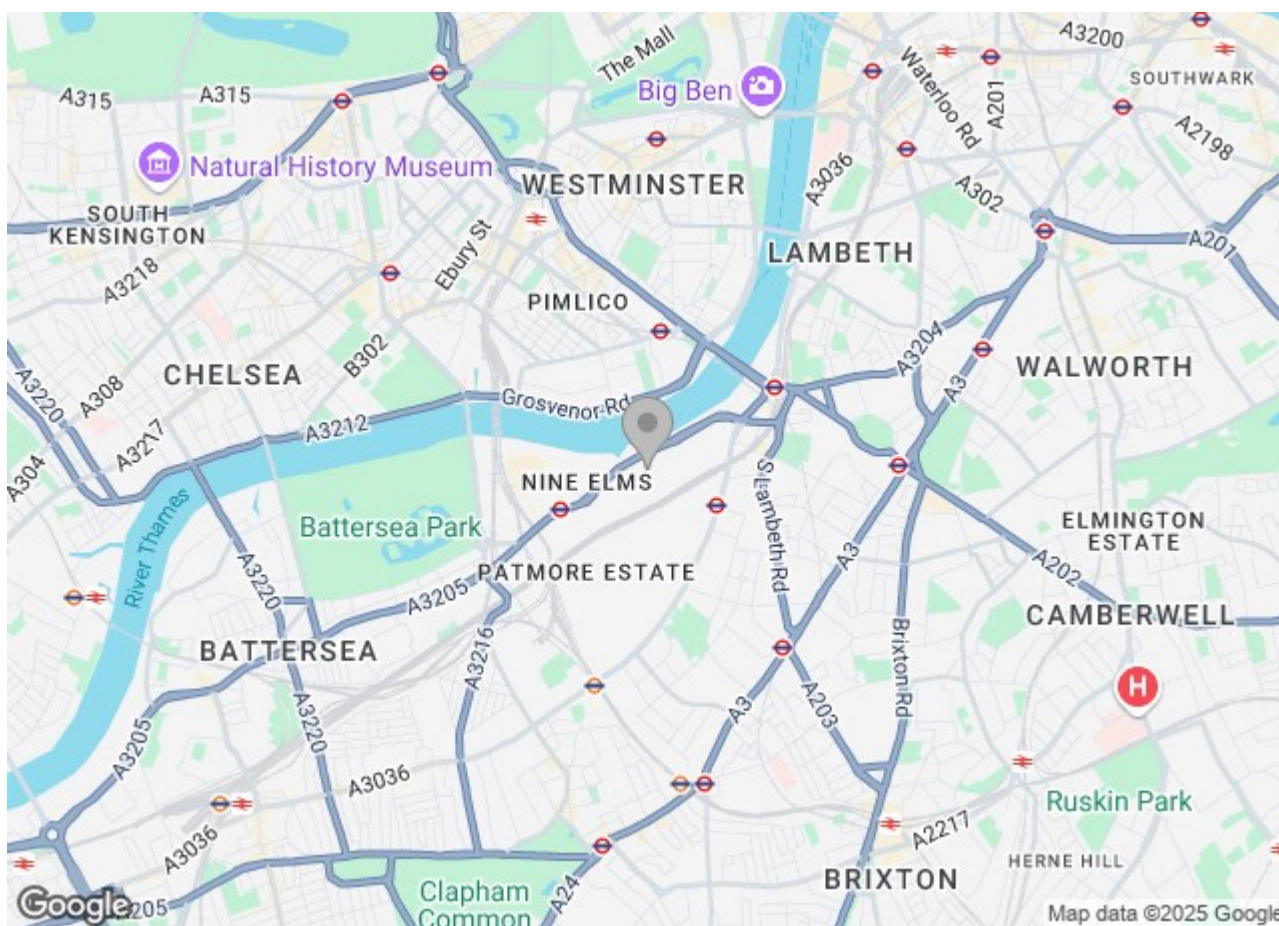 The Mall
A3200
SOUTHWARK
Big Ben
Waterloo Rd
A201
A315
A315
A2198
Natural History Museum
WESTMINSTER
A3036
A302
SOUTH
KENSINGTON
Ebury St
LAMBETH
A201
A3218
PIMLICO
B302
A3204
CHELSEA
WALWORTH
A3220
A308
Grosvenor Rd
A3
A3212
A3217
A304
NINE ELMS
S Lambeth Rd
River Thames
Battersea Park
ELMINGTON
ESTATE
A3
A202
PATMORE ESTATE
A3220
A3205
CAMBERWELL
BATTERSEA
A3216
Brixton Rd
H
A203
A3
A3220
A3205
A3036
Ruskin Park
A2217
A3036
HERNE HILL
BRIXTON
Clapham
Common
A24
Google
A3205
Map data ©2025 Google